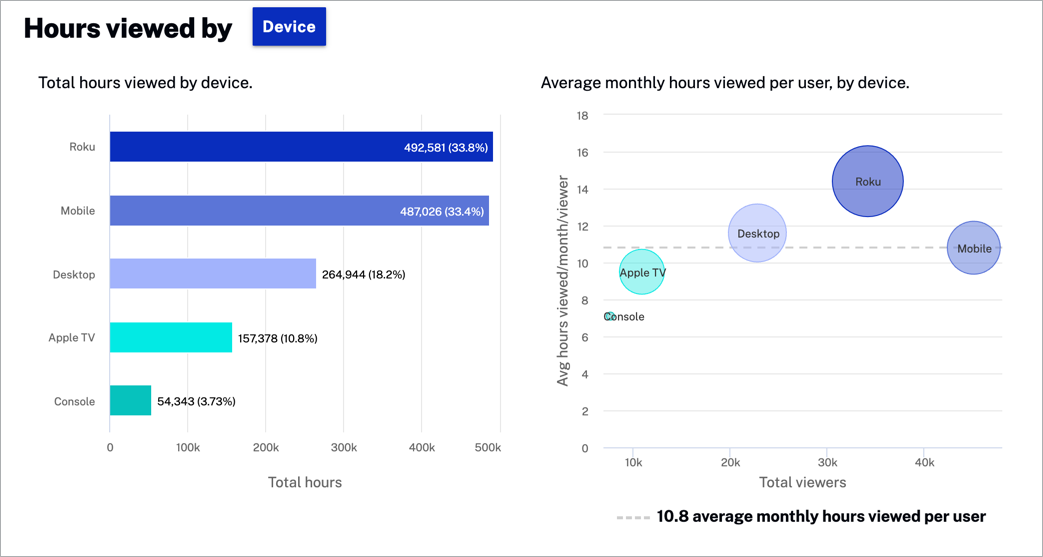 Hours viewed by Device
Total hours viewed by device.
Roku 492,581 (33.8%)
Mobile 487,026 (33.4%)
Desktop 264,944 (18.2%)
Apple TV 157,378 (10.8%)
Console 54,343 (3.73%)
0 100k 200k 300k 400k 500k
Total hours
Average monthly hours viewed per user, by device.
Avg hours viewed/month/viewer
18
16
14
12
10
8
6
4
2
0
Roku
Desktop
Mobile
Apple TV
Console
10k 20k 30k 40k
Total viewers
10.8 average monthly hours viewed per user